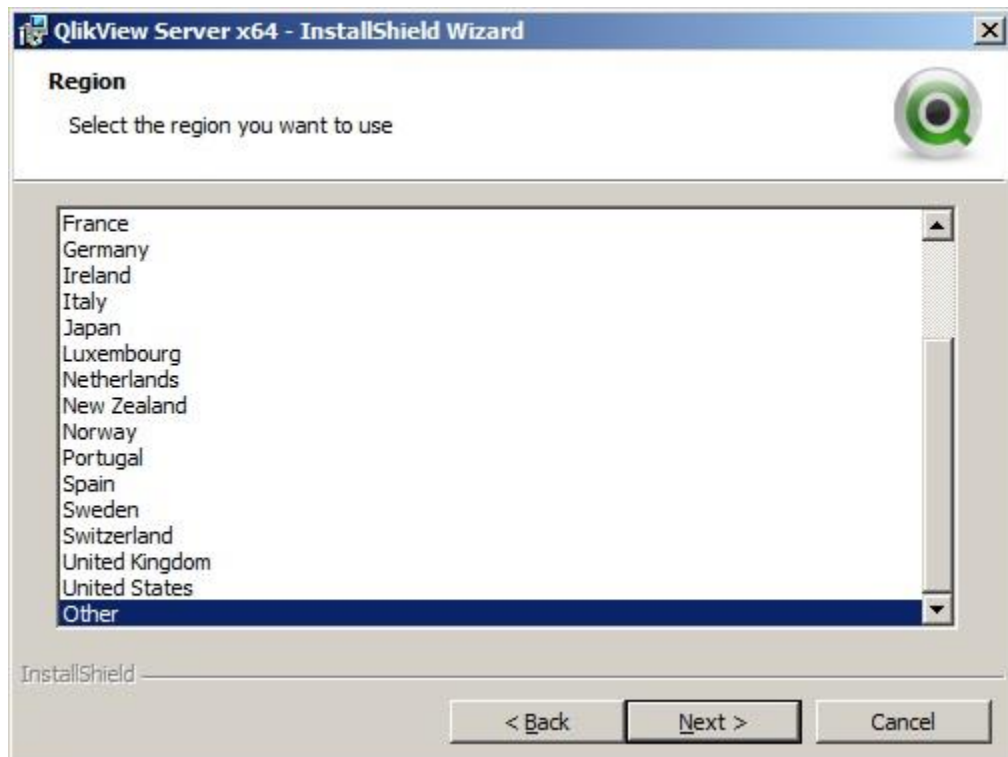 QlikView Server x64 - InstallShield Wizard
Region
Select the region you want to use
France
Germany
Ireland
Italy
Japan
Luxembourg
Netherlands
New Zealand
Norway
Portugal
Spain
Sweden
Switzerland
United Kingdom
United States
Other
InstallShield
< Back
Next >
Cancel